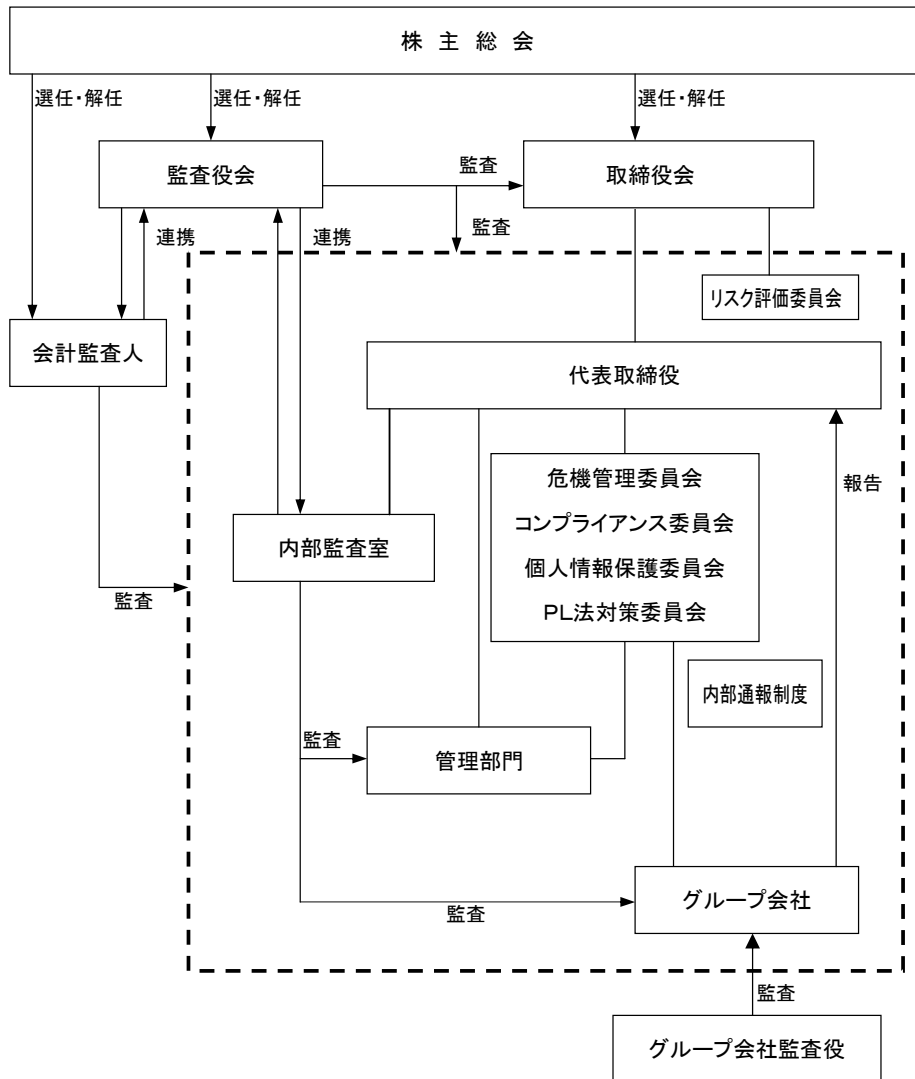 株 主 総 会
選任・解任
選任・解任
選任・解任
監査役会
監査
取締役会
連携
連携
監査
リスク評価委員会
会計監査人
代表取締役
危機管理委員会
コンプライアンス委員会
個人情報保護委員会
PL法対策委員会
報告
内部監査室
監査
内部通報制度
監査
管理部門
グループ会社
監査
監査
グループ会社監査役